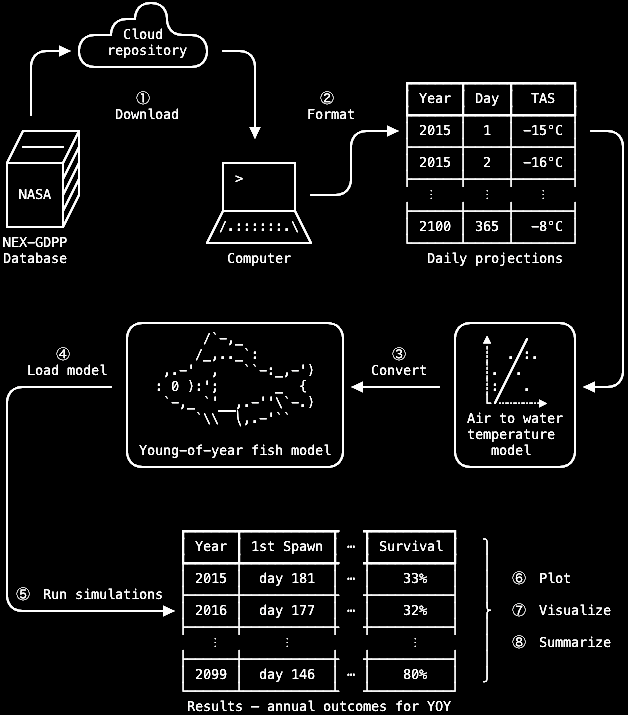 Cloud
repository
① Download
② Format
NASA
NEX-GDPP
Database
>
/.:::::::.\
Computer
Year Day TAS
2015 1 -15°C
2015 2 -16°C
⋮ ⋮ ⋮
2100 365 -8°C
Daily projections
③ Convert
④ Load model
Air to water
temperature
model
Young-of-year fish model
⑤ Run simulations
Year 1st Spawn ⋯ Survival
2015 day 181 ⋯ 33%
2016 day 177 ⋯ 32%
⋮ ⋮ ⋮
2099 day 146 ⋯ 80%
Results - annual outcomes for YOY
⑥ Plot
⑦ Visualize
⑧ Summarize